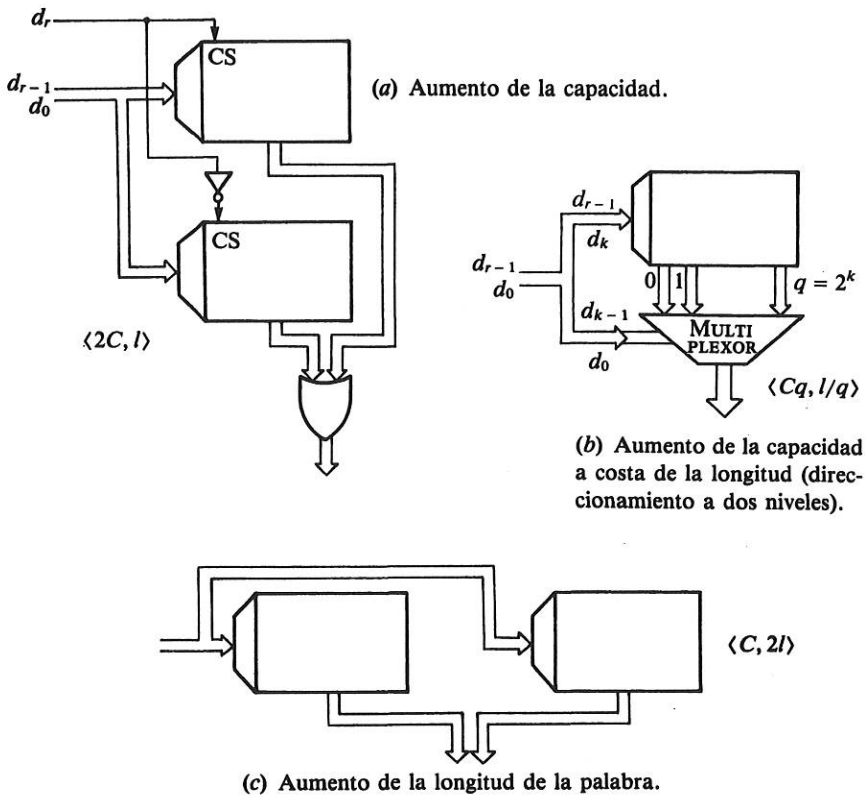 d_r
CS
d_{r-1}
d_0
(a) Aumento de la capacidad.
CS
⟨2C, l⟩
d_{r-1}
d_k
d_{r-1}
d_0
0 1 q = 2^k
d_{k-1}
d_0
MULTI
PLEXOR
⟨Cq, l/q⟩
(b) Aumento de la capacidad
a costa de la longitud (direc-
cionamiento a dos niveles).
⟨C, 2l⟩
(c) Aumento de la longitud de la palabra.